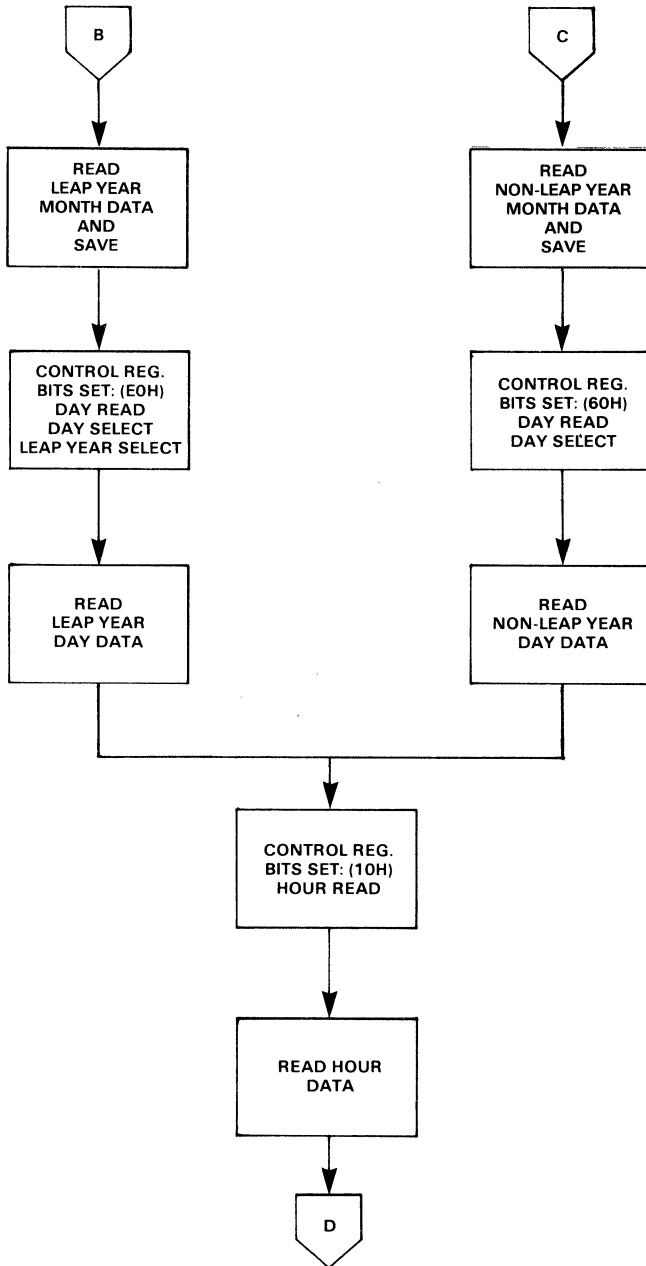 B
READ
LEAP YEAR
MONTH DATA
AND
SAVE
CONTROL REG.
BITS SET: (E0H)
DAY READ
DAY SELECT
LEAP YEAR SELECT
READ
LEAP YEAR
DAY DATA
C
READ
NON-LEAP YEAR
MONTH DATA
AND
SAVE
CONTROL REG.
BITS SET: (60H)
DAY READ
DAY SELECT
READ
NON-LEAP YEAR
DAY DATA
CONTROL REG.
BITS SET: (10H)
HOUR READ
READ HOUR
DATA
D